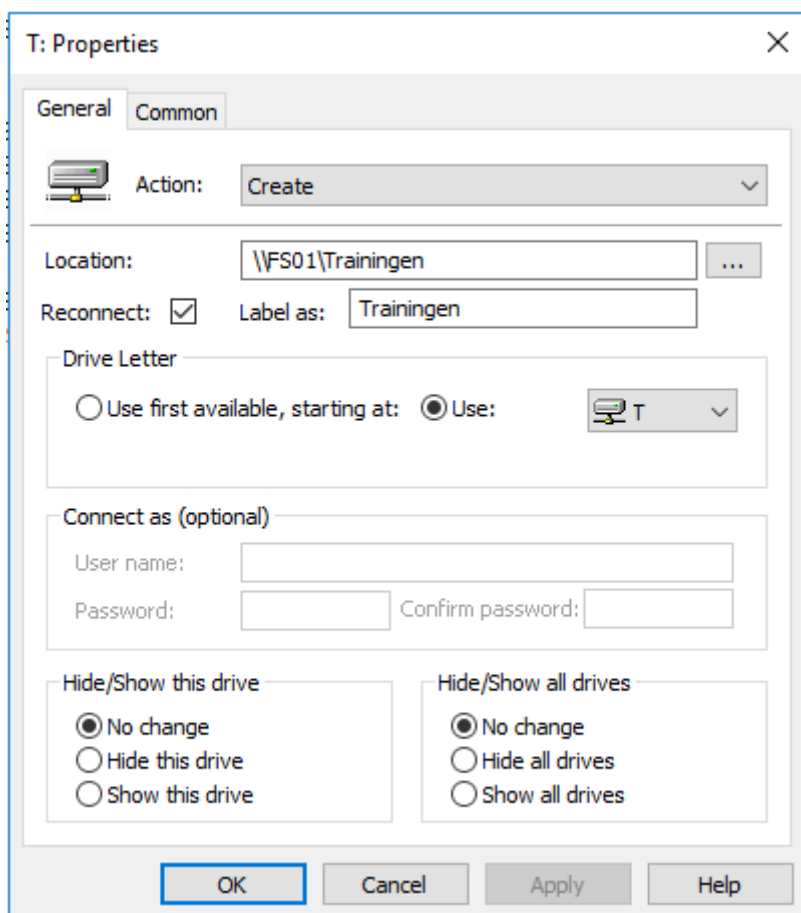 T: Properties
General Common
Action: Create
Location: \\FS01\Trainingen ...
Reconnect: Label as: Trainingen
Drive Letter
Use first available, starting at: Use: T
Connect as (optional)
User name:
Password: Confirm password:
Hide/Show this drive Hide/Show all drives
No change No change
Hide this drive Hide all drives
Show this drive Show all drives
OK Cancel Apply Help